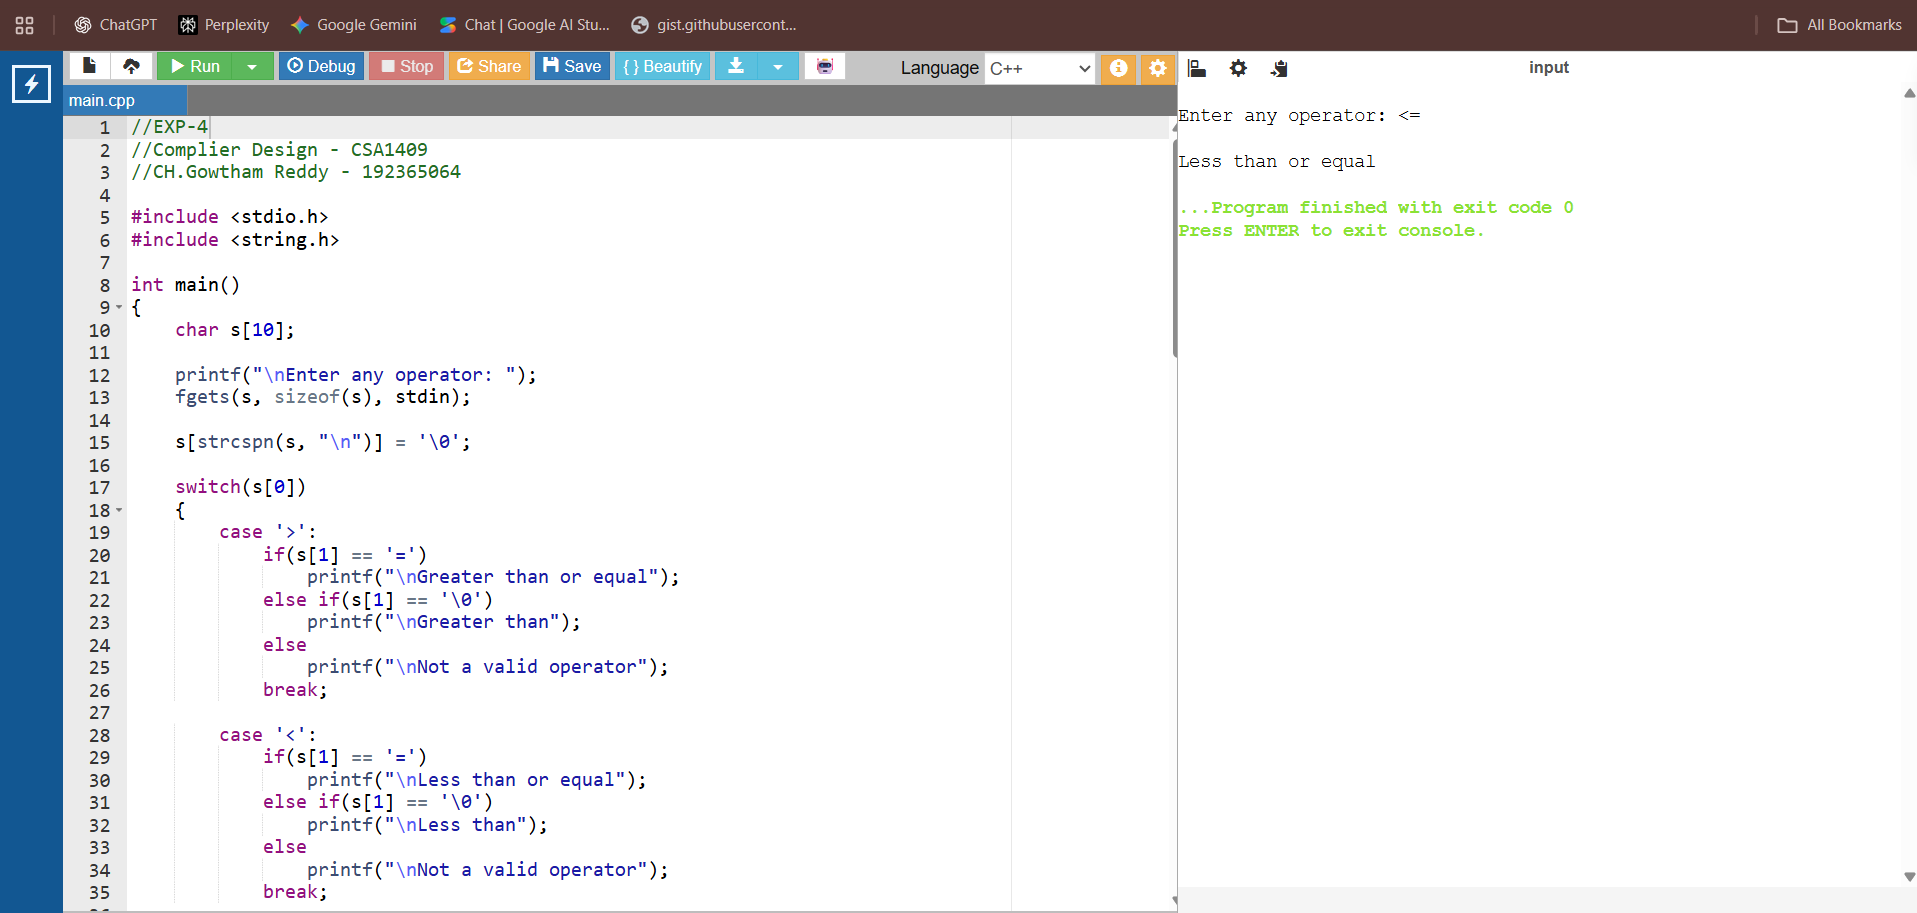 ChatGPT Perplexity Google Gemini Chat | Google AI Stu... gist.githubusercont... All Bookmarks
Run Debug Stop Share Save { } Beautify Language C++
main.cpp
1 //EXP-4
2 //Complier Design - CSA1409
3 //CH.Gowtham Reddy - 192365064
4
5 #include <stdio.h>
6 #include <string.h>
7
8 int main()
9 {
10 char s[10];
11
12 printf("\nEnter any operator: ");
13 fgets(s, sizeof(s), stdin);
14
15 s[strcspn(s, "\n")] = '\0';
16
17 switch(s[0])
18 {
19 case '>':
20 if(s[1] == '=')
21 printf("\nGreater than or equal");
22 else if(s[1] == '\0')
23 printf("\nGreater than");
24 else
25 printf("\nNot a valid operator");
26 break;
27
28 case '<':
29 if(s[1] == '=')
30 printf("\nLess than or equal");
31 else if(s[1] == '\0')
32 printf("\nLess than");
33 else
34 printf("\nNot a valid operator");
35 break;
input
Enter any operator: <=
Less than or equal
...Program finished with exit code 0
Press ENTER to exit console.